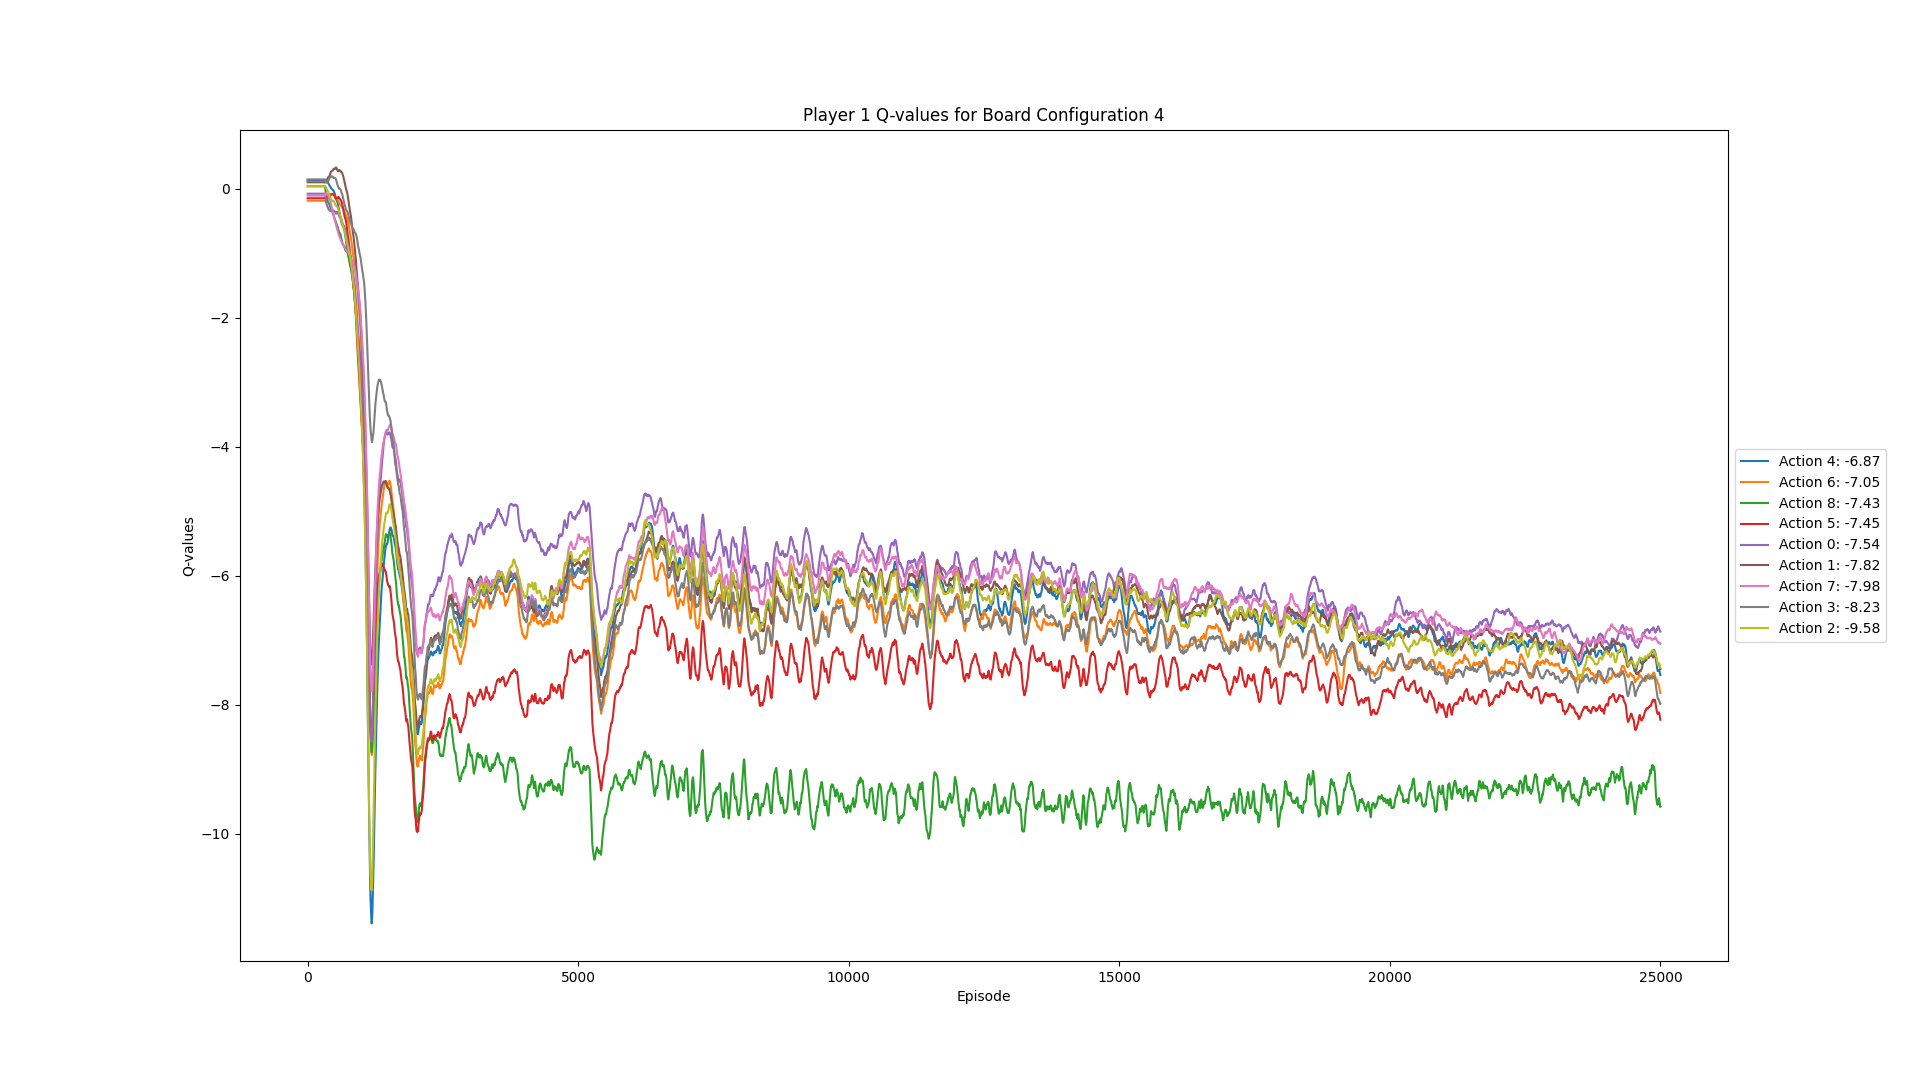 Player 1 Q-values for Board Configuration 4
0
−2
−4
−6
−8
−10
Q-values
0
5000
10000
15000
20000
25000
Episode
Action 4: -6.87
Action 6: -7.05
Action 8: -7.43
Action 5: -7.45
Action 0: -7.54
Action 1: -7.82
Action 7: -7.98
Action 3: -8.23
Action 2: -9.58